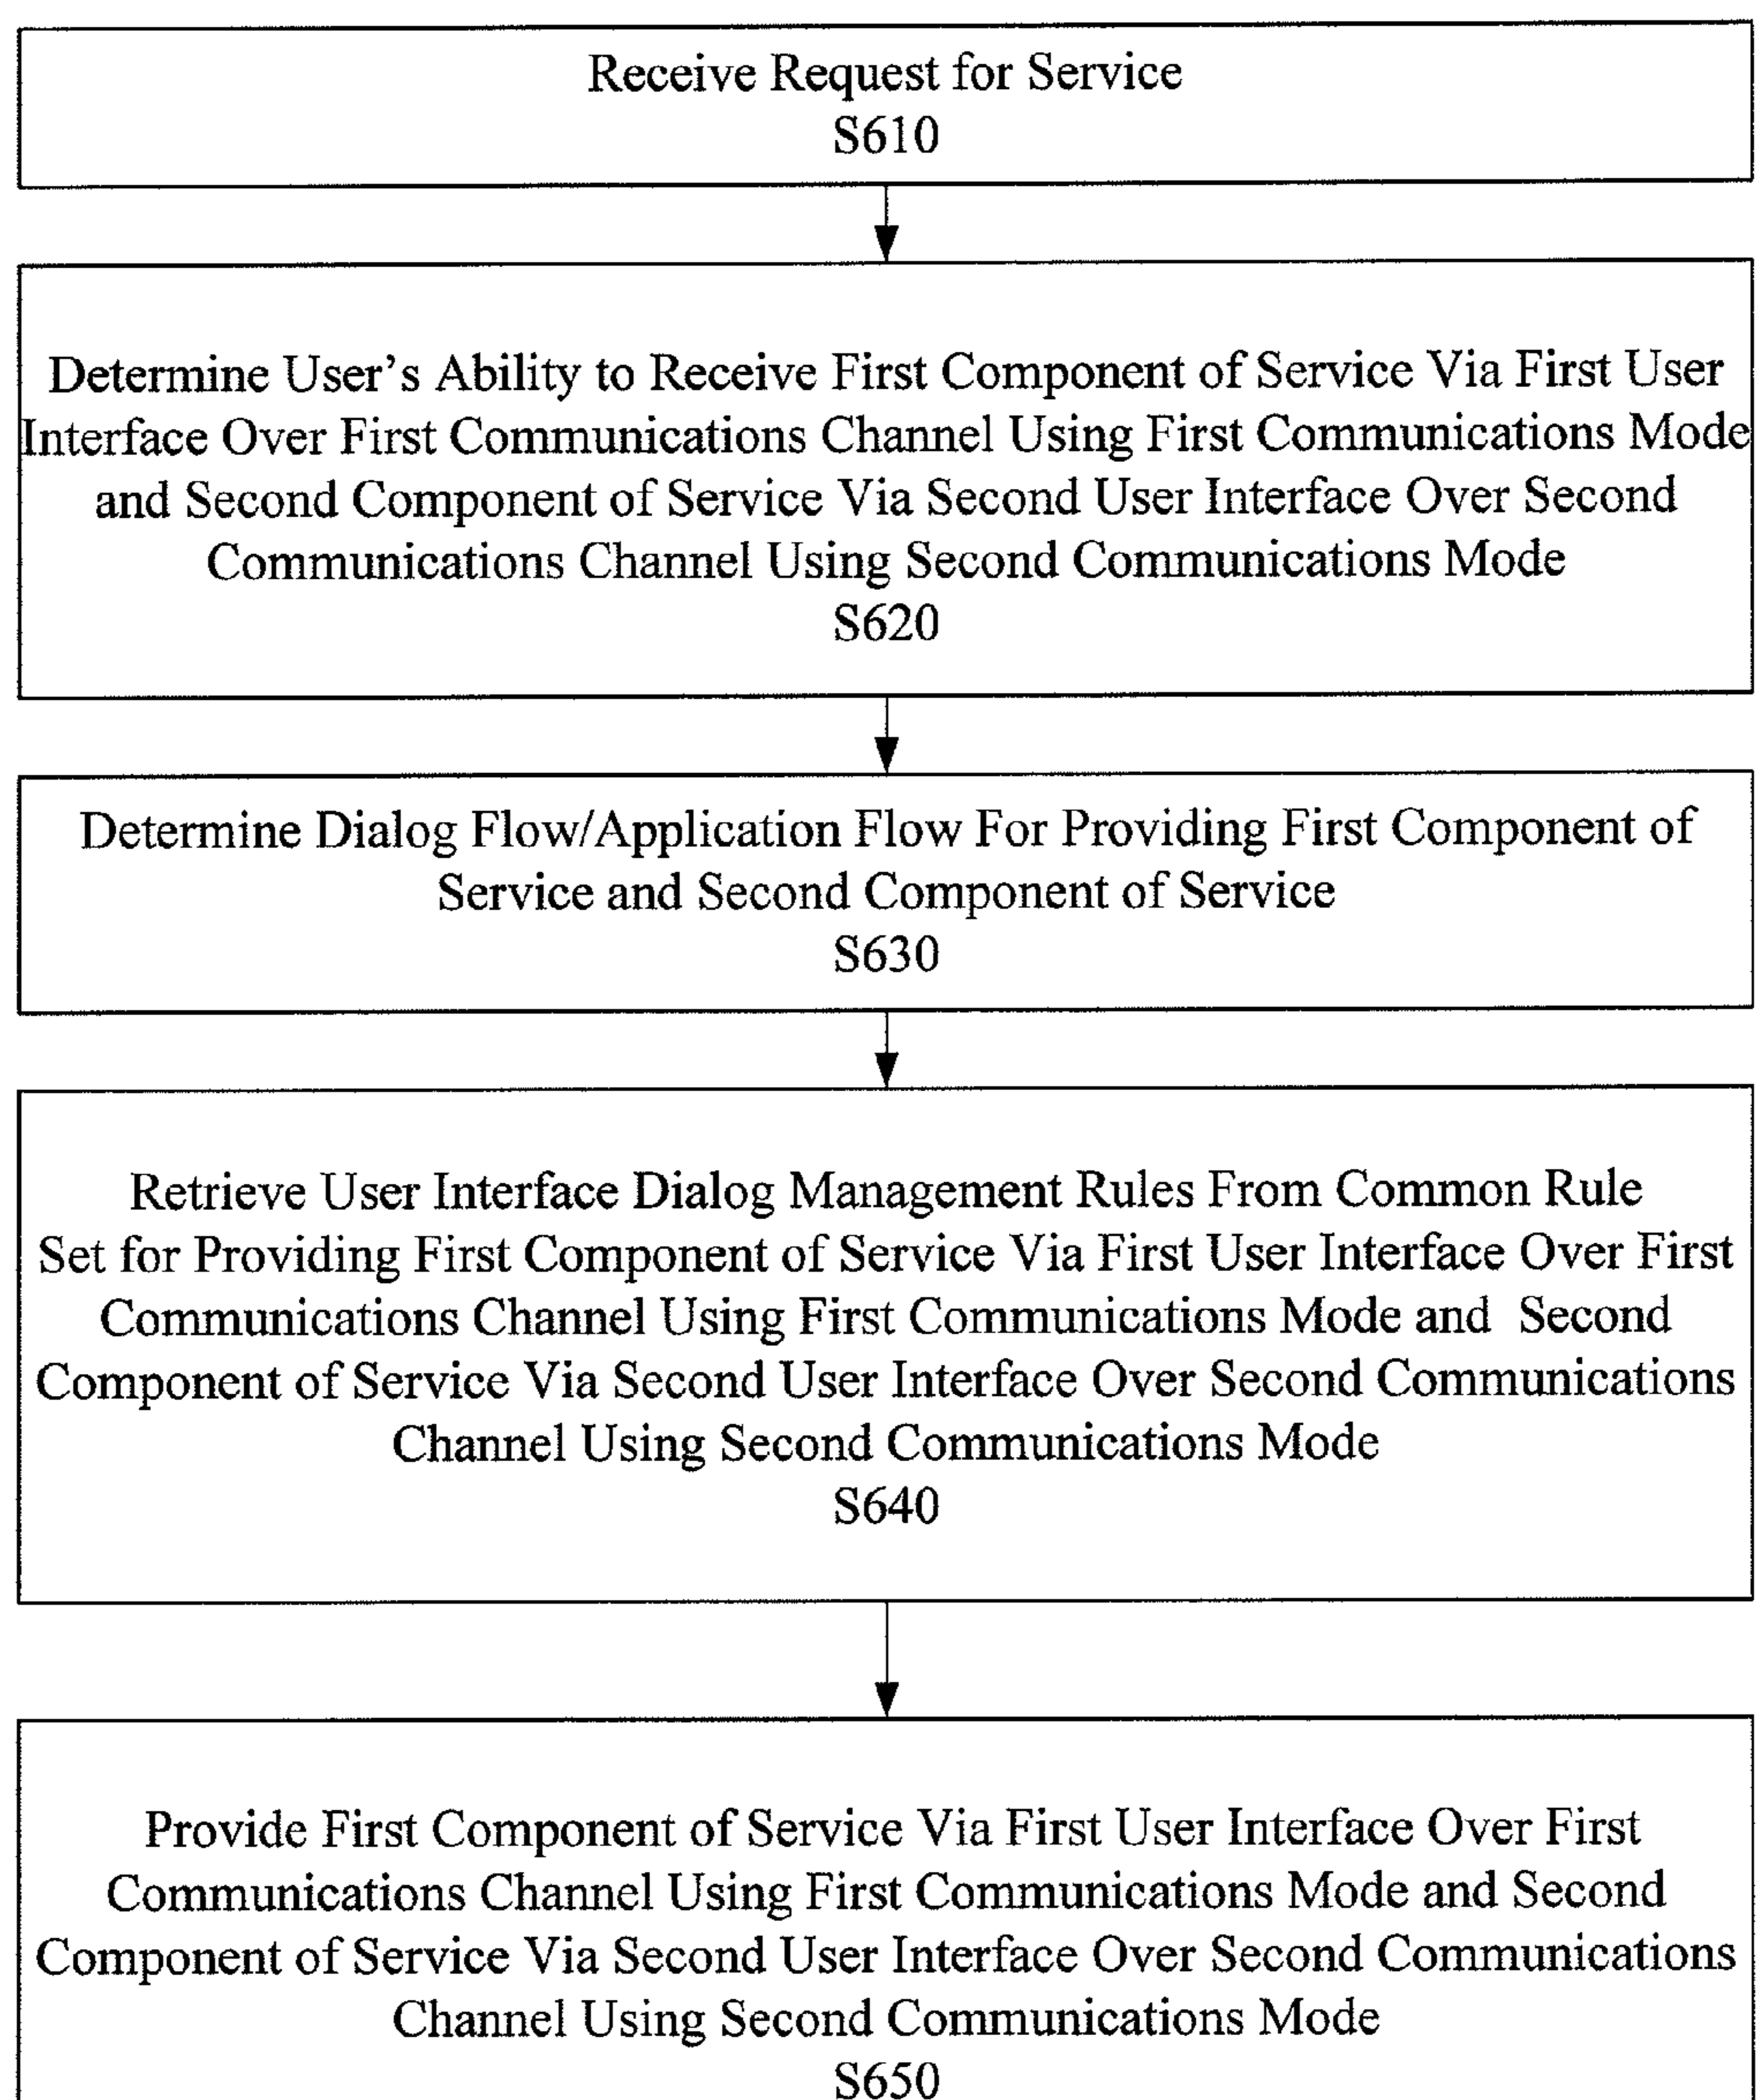 Receive Request for Service
S610
Determine User's Ability to Receive First Component of Service Via First User
Interface Over First Communications Channel Using First Communications Mode
and Second Component of Service Via Second User Interface Over Second
Communications Channel Using Second Communications Mode
S620
Determine Dialog Flow/Application Flow For Providing First Component of
Service and Second Component of Service
S630
Retrieve User Interface Dialog Management Rules From Common Rule
Set for Providing First Component of Service Via First User Interface Over First
Communications Channel Using First Communications Mode and Second
Component of Service Via Second User Interface Over Second Communications
Channel Using Second Communications Mode
S640
Provide First Component of Service Via First User Interface Over First
Communications Channel Using First Communications Mode and Second
Component of Service Via Second User Interface Over Second Communications
Channel Using Second Communications Mode
S650